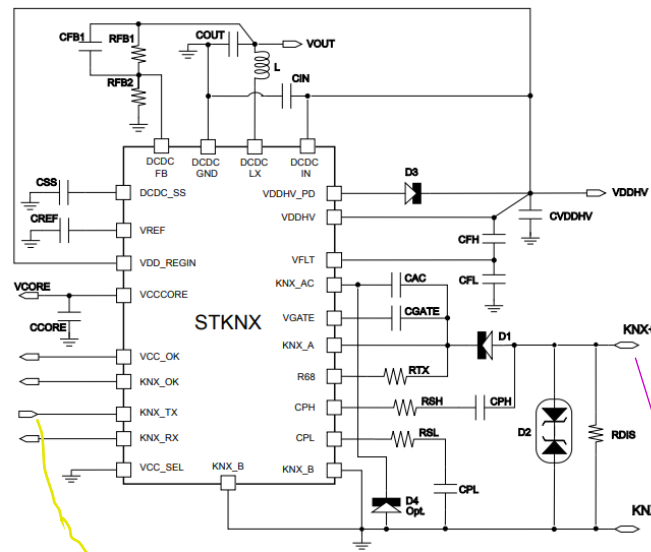 CFB1
RFB1
RFB2
COUT
VOUT
L
CIN
DCDC
FB
DCDC
GND
DCDC
LX
DCDC
IN
CSS
DCDC_SS
VDDHV_PD
D3
VDDHV
CREF
VREF
VDDHV
CVDDHV
CFH
VDD_REGIN
VFLT
CFL
VCORE
VCCCORE
KNX_AC
CAC
CCORE
STKNX
VGATE
CGATE
KNX_A
D1
KNX+
VCC_OK
R68
RTX
KNX_OK
CPH
RSH
CPH
KNX_TX
CPL
RSL
D2
RDIS
KNX_RX
VCC_SEL
KNX_B
KNX_B
CPL
D4
Opt.